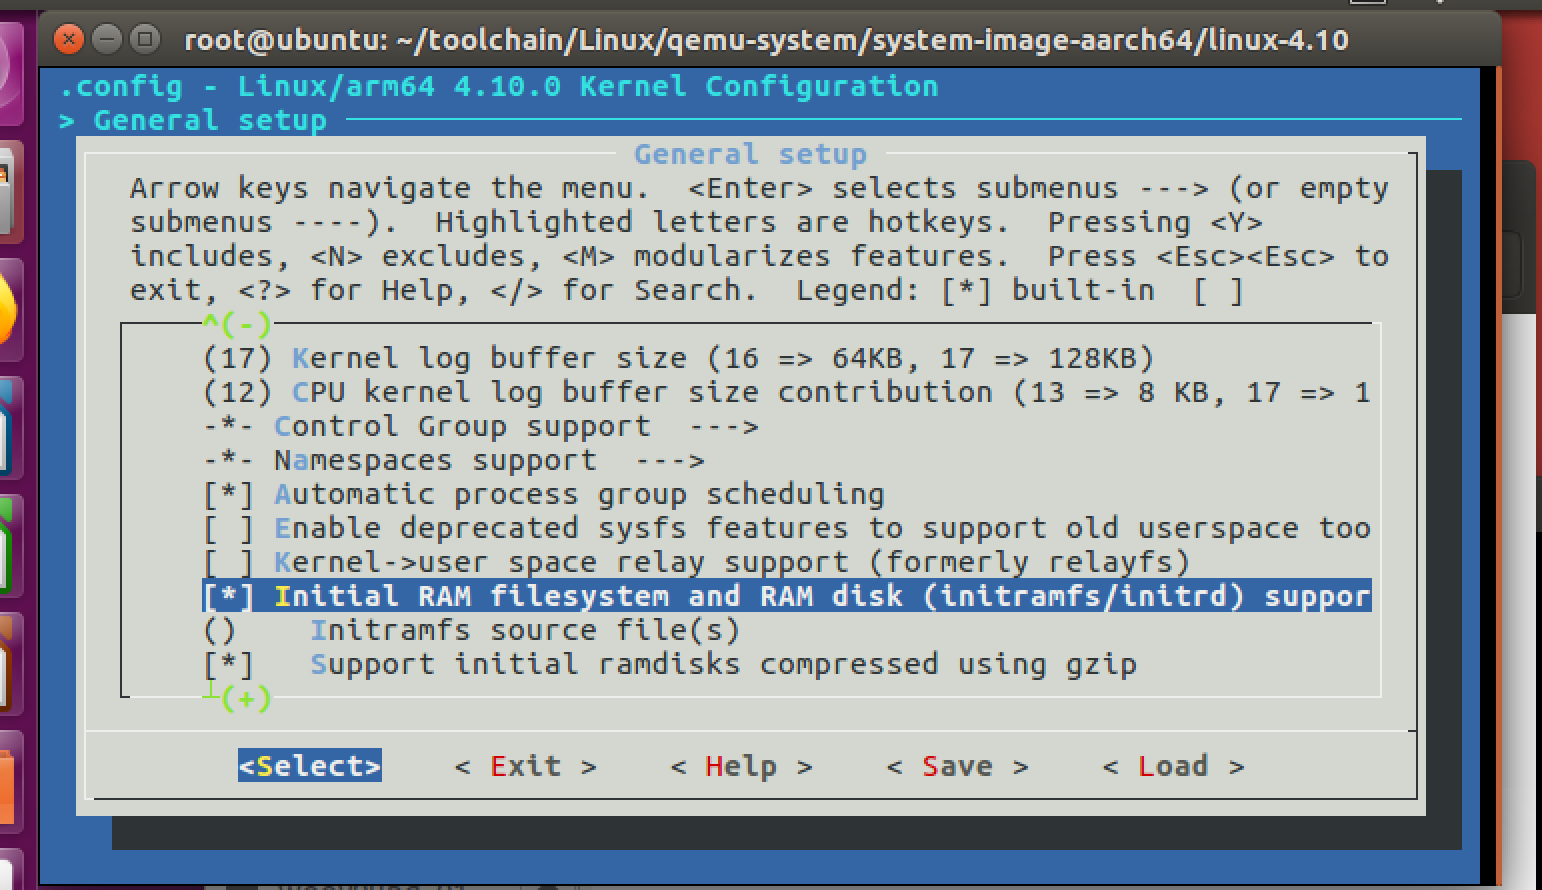 root@ubuntu: ~/toolchain/Linux/qemu-system/system-image-aarch64/linux-4.10
.config - Linux/arm64 4.10.0 Kernel Configuration
> General setup
General setup
Arrow keys navigate the menu.  <Enter> selects submenus ---> (or empty
submenus ----).  Highlighted letters are hotkeys.  Pressing <Y>
includes, <N> excludes, <M> modularizes features.  Press <Esc><Esc> to
exit, <?> for Help, </> for Search.  Legend: [*] built-in  [ ]
^(-)
(17) Kernel log buffer size (16 => 64KB, 17 => 128KB)
(12) CPU kernel log buffer size contribution (13 => 8 KB, 17 => 1
-*- Control Group support  --->
-*- Namespaces support  --->
[*] Automatic process group scheduling
[ ] Enable deprecated sysfs features to support old userspace too
[ ] Kernel->user space relay support (formerly relayfs)
[*] Initial RAM filesystem and RAM disk (initramfs/initrd) suppor
()    Initramfs source file(s)
[*]   Support initial ramdisks compressed using gzip
┴(+)
<Select>    < Exit >    < Help >    < Save >    < Load >